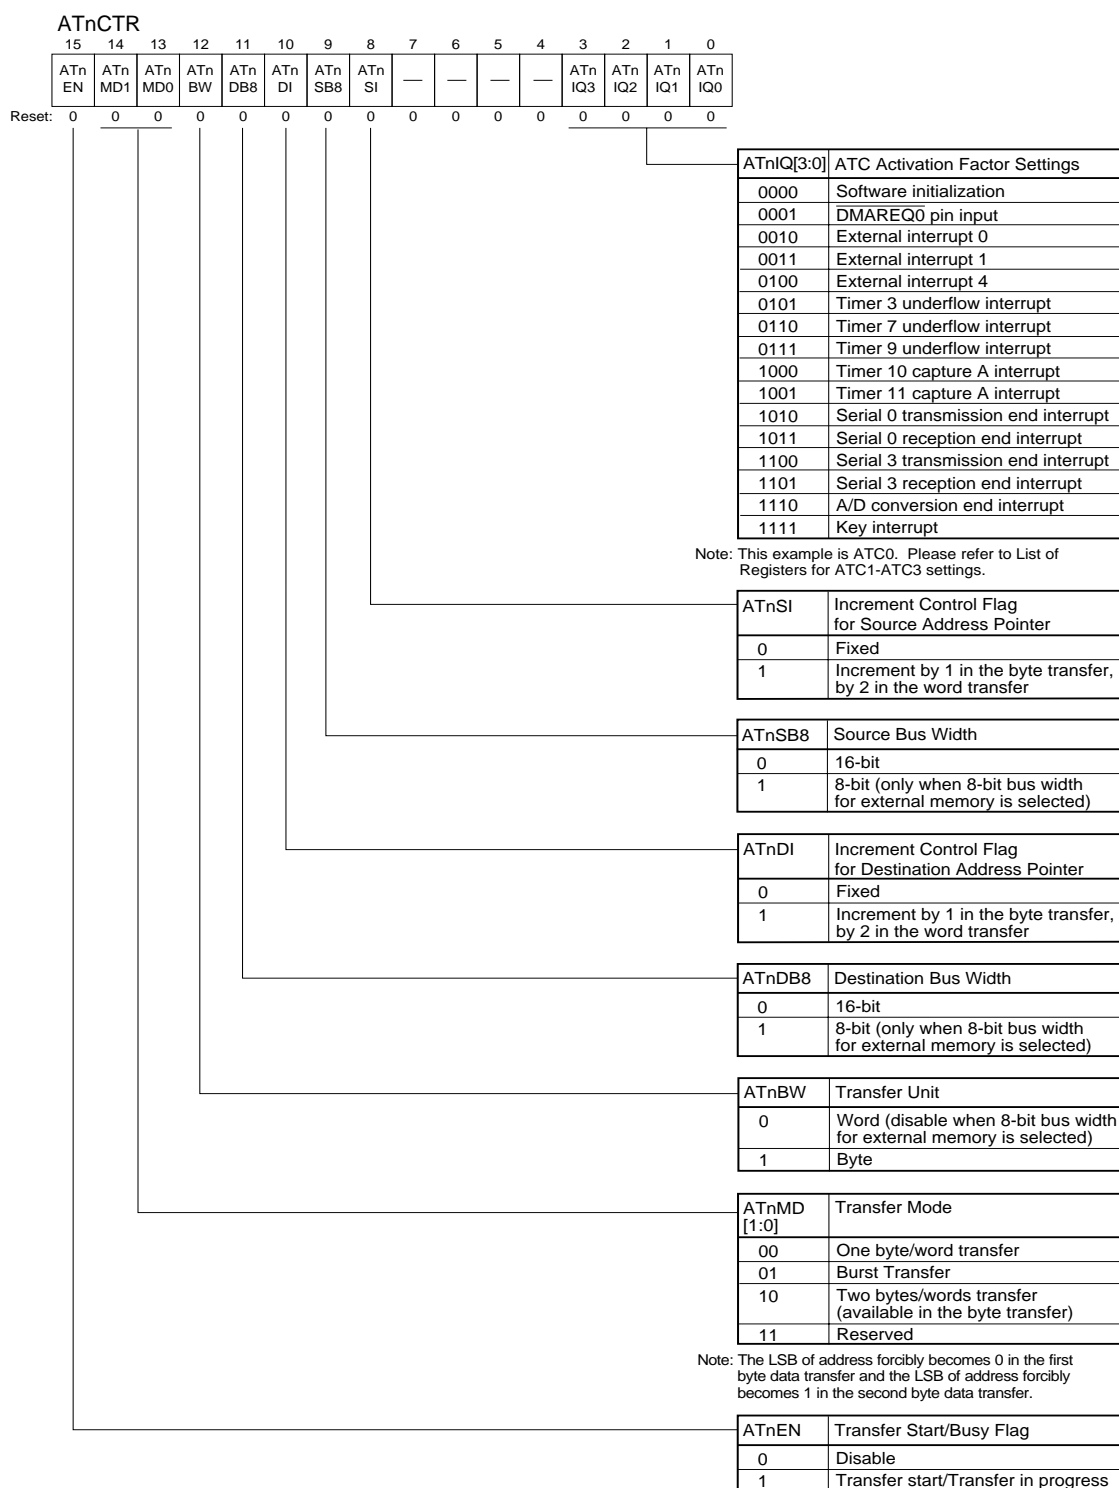 ATnCTR
15 14 13 12 11 10 9 8 7 6 5 4 3 2 1 0
ATn ATn ATn ATn ATn ATn ATn ATn — — — — ATn ATn ATn ATn
EN MD1 MD0 BW DB8 DI SB8 SI IQ3 IQ2 IQ1 IQ0
Reset: 0 0 0 0 0 0 0 0 0 0 0 0 0 0 0 0
ATnIQ[3:0] ATC Activation Factor Settings
0000 Software initialization
0001 DMAREQ0 pin input
0010 External interrupt 0
0011 External interrupt 1
0100 External interrupt 4
0101 Timer 3 underflow interrupt
0110 Timer 7 underflow interrupt
0111 Timer 9 underflow interrupt
1000 Timer 10 capture A interrupt
1001 Timer 11 capture A interrupt
1010 Serial 0 transmission end interrupt
1011 Serial 0 reception end interrupt
1100 Serial 3 transmission end interrupt
1101 Serial 3 reception end interrupt
1110 A/D conversion end interrupt
1111 Key interrupt
Note: This example is ATC0. Please refer to List of
Registers for ATC1-ATC3 settings.
ATnSI Increment Control Flag
for Source Address Pointer
0 Fixed
1 Increment by 1 in the byte transfer,
by 2 in the word transfer
ATnSB8 Source Bus Width
0 16-bit
1 8-bit (only when 8-bit bus width
for external memory is selected)
ATnDI Increment Control Flag
for Destination Address Pointer
0 Fixed
1 Increment by 1 in the byte transfer,
by 2 in the word transfer
ATnDB8 Destination Bus Width
0 16-bit
1 8-bit (only when 8-bit bus width
for external memory is selected)
ATnBW Transfer Unit
0 Word (disable when 8-bit bus width
for external memory is selected)
1 Byte
ATnMD Transfer Mode
[1:0]
00 One byte/word transfer
01 Burst Transfer
10 Two bytes/words transfer
(available in the byte transfer)
11 Reserved
Note: The LSB of address forcibly becomes 0 in the first
byte data transfer and the LSB of address forcibly
becomes 1 in the second byte data transfer.
ATnEN Transfer Start/Busy Flag
0 Disable
1 Transfer start/Transfer in progress